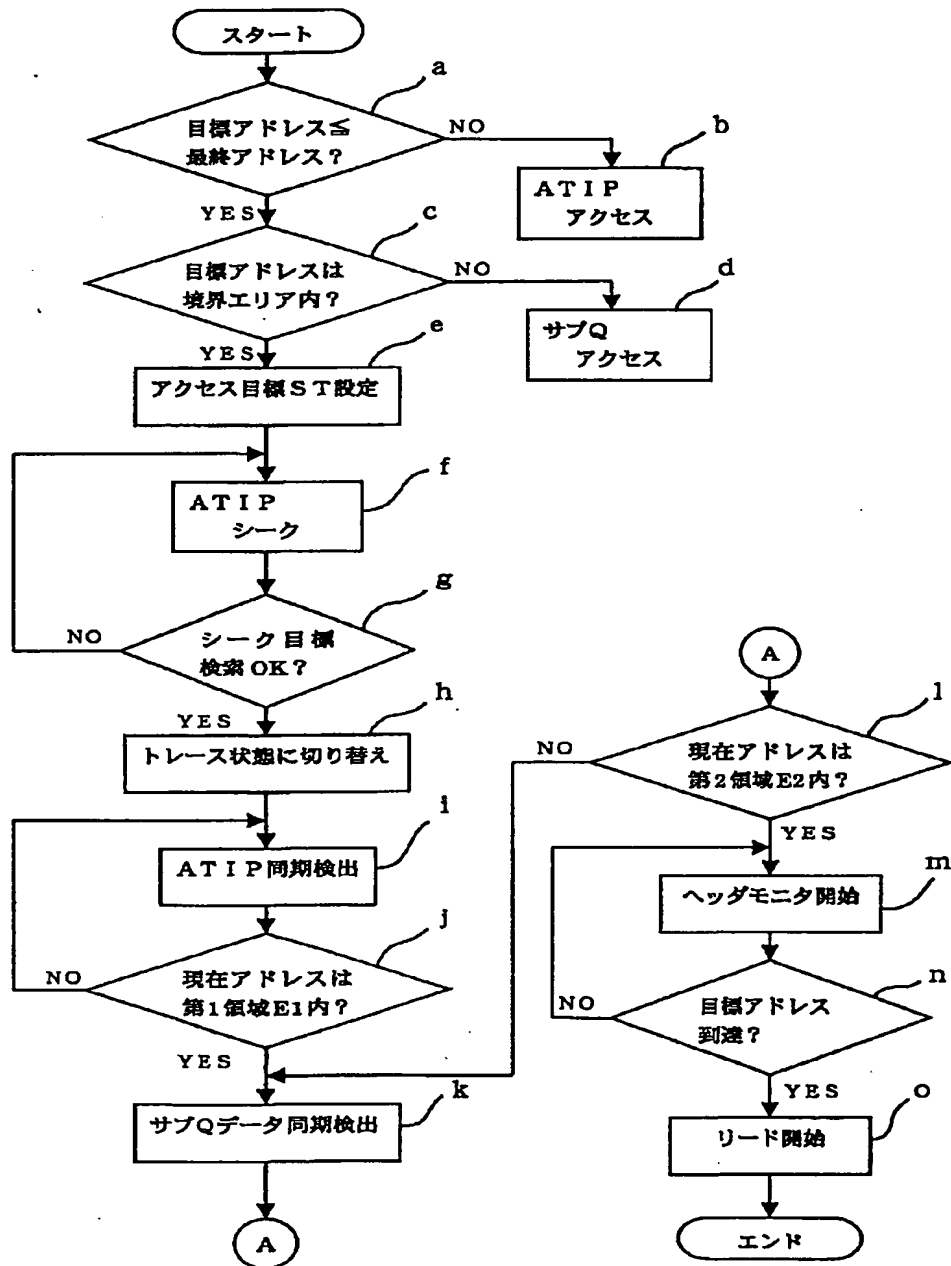 スタート
a
目標アドレス≦
最終アドレス？
NO
b
ATIP
アクセス
YES
c
目標アドレスは
境界エリア内？
NO
d
サブQ
アクセス
YES
e
アクセス目標ST設定
f
ATIP
シーク
g
シーク目標
検索OK？
NO
YES
h
トレース状態に切り替え
i
ATIP同期検出
j
現在アドレスは
第1領域E1内？
NO
YES
k
サブQデータ同期検出
A
A
l
現在アドレスは
第2領域E2内？
NO
YES
m
ヘッダモニタ開始
n
目標アドレス
到達？
NO
YES
o
リード開始
エンド